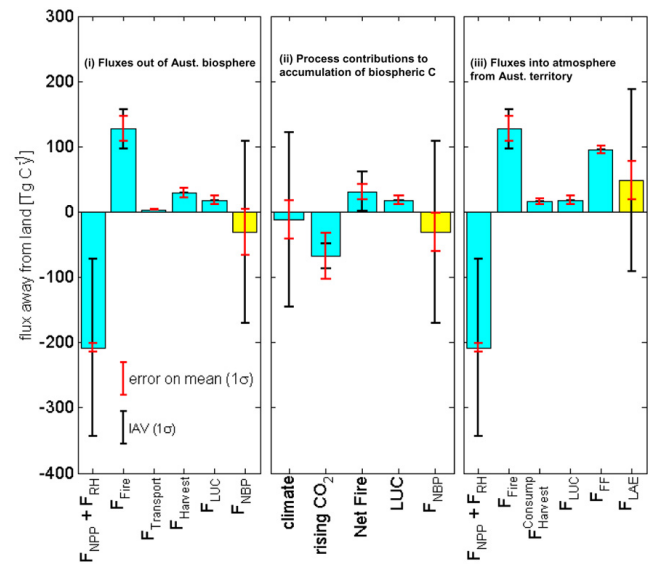 300
200
100
0
-100
-200
-300
-400
flux away from land [Tg C y⁻¹]
(i) Fluxes out of Aust. biosphere
error on mean (1σ)
IAV (1σ)
F_NPP + F_RH
F_Fire
F_Transport
F_Harvest
F_LUC
F_NBP
(ii) Process contributions to
accumulation of biospheric C
climate
rising CO₂
Net Fire
LUC
F_NBP
(iii) Fluxes into atmosphere
from Aust. territory
F_NPP + F_RH
F_Fire
F_Harvest^Consump
F_LUC
F_FF
F_LAE